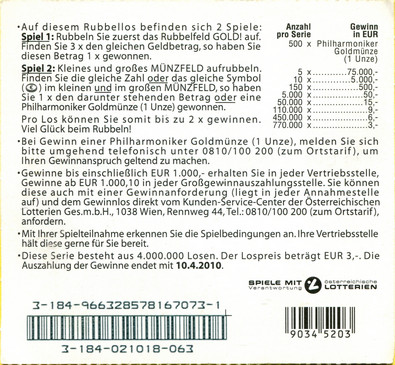 •Auf diesem Rubbellos befinden sich 2 Spiele:
Spiel 1: Rubbeln Sie zuerst das Rubbelfeld GOLD! auf.
Finden Sie 3 x den gleichen Geldbetrag, so haben Sie
diesen Betrag 1 x gewonnen.
Spiel 2: Kleines und großes MÜNZFELD aufrubbeln.
Finden Sie die gleiche Zahl oder das gleiche Symbol
() im kleinen und im großen MÜNZFELD, so haben
Sie 1 x den darunter stehenden Betrag oder eine
Philharmoniker Goldmünze (1 Unze) gewonnen.
Pro Los können Sie somit bis zu 2 x gewinnen.
Viel Glück beim Rubbeln!
Anzahl pro Serie
Gewinn in EUR
500 x Philharmoniker
Goldmünze
(1 Unze)
5 x 75.000,-
10 x 5.000,-
150 x 500,-
5.000 x 50,-
50.000 x 15,-
110.000 x 9,-
450.000 x 6,-
770.000 x 3,-
•Bei Gewinn einer Philharmoniker Goldmünze (1 Unze), melden Sie sich
bitte umgehend telefonisch unter 0810/100 200 (zum Ortstarif), um
Ihren Gewinnanspruch geltend zu machen.
•Gewinne bis einschließlich EUR 1.000,- erhalten Sie in jeder Vertriebsstelle,
Gewinne ab EUR 1.000,10 in jeder Großgewinnauszahlungsstelle. Sie können
diese auch mit einer Gewinnanforderung (liegt in jeder Annahmestelle
auf) und dem Gewinnlos direkt vom Kunden-Service-Center der Österreichischen
Lotterien Ges.m.b.H., 1038 Wien, Rennweg 44, Tel.: 0810/100 200 (zum Ortstarif),
anfordern.
•Mit Ihrer Spielteilnahme erkennen Sie die Spielbedingungen an. Ihre Vertriebsstelle
hält diese gerne für Sie bereit.
•Diese Serie besteht aus 4.000.000 Losen. Der Lospreis beträgt EUR 3,-. Die
Auszahlung der Gewinne endet mit 10.4.2010.
SPIELE MIT
Verantwortung
österreichische
LOTTERIEN
3-184-966328578167073-1
3-184-021018-063
9034 5203